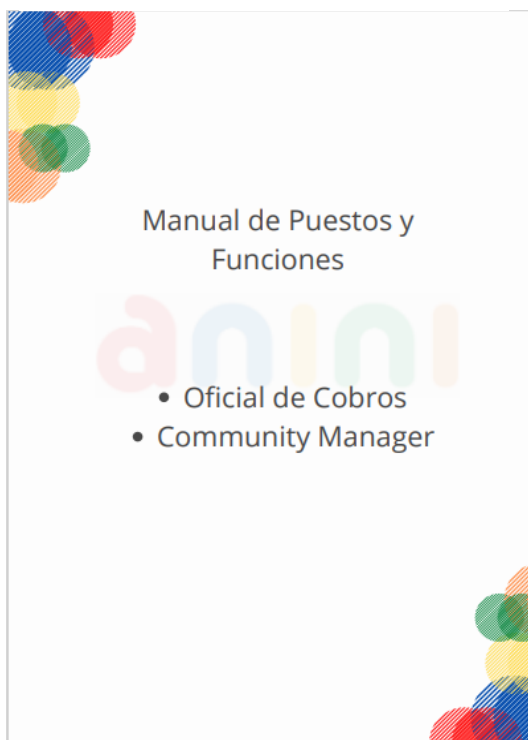 Manual de Puestos y
Funciones
anini
• Oficial de Cobros
• Community Manager